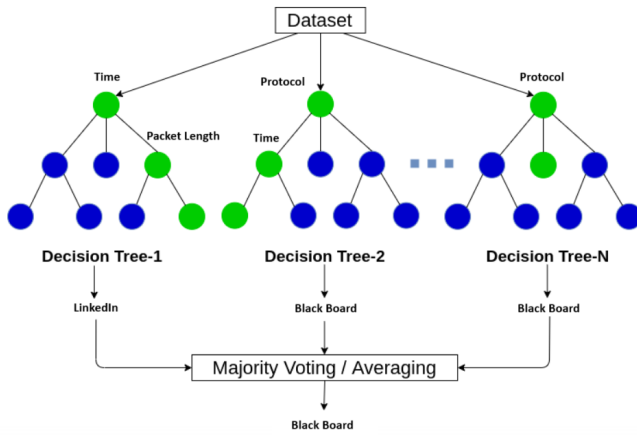 Dataset
Time
Protocol
Protocol
Packet Length
Time
Decision Tree-1
Decision Tree-2
Decision Tree-N
LinkedIn
Black Board
Black Board
Majority Voting / Averaging
Black Board